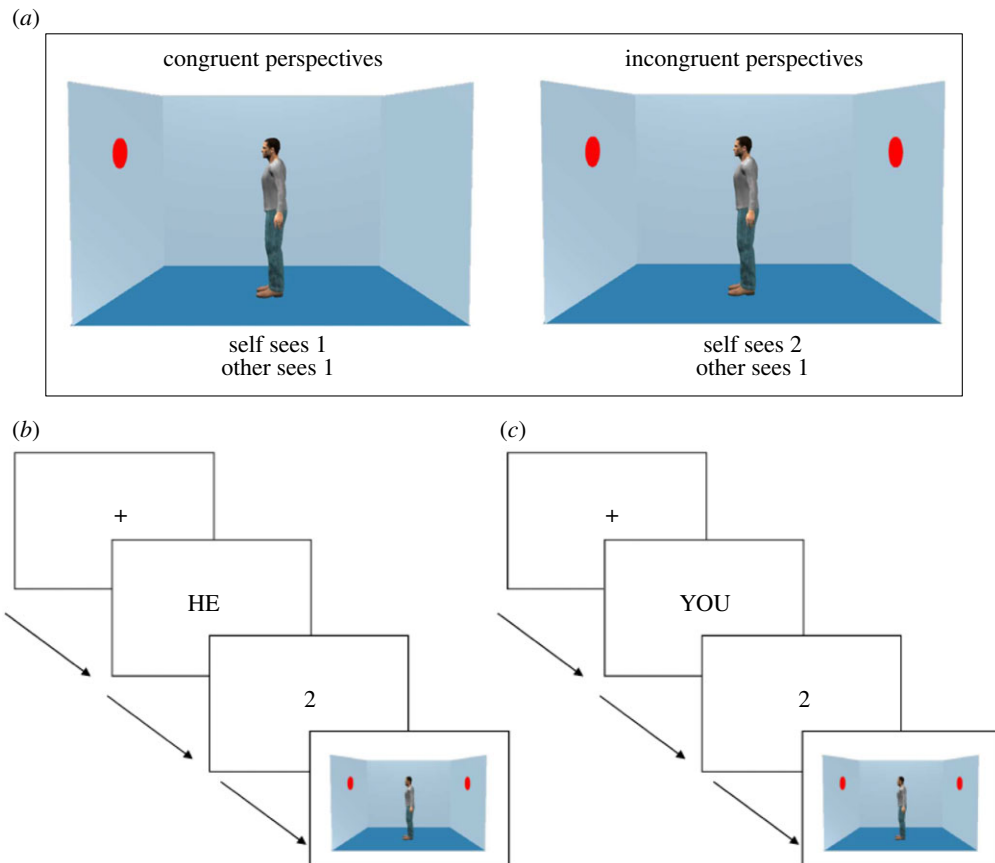 (a)
congruent perspectives
incongruent perspectives
self sees 1
other sees 1
self sees 2
other sees 1
(b)
(c)
+
HE
2
+
YOU
2